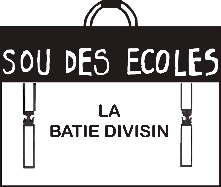 SOU DES ECOLES
LA
BATIE DIVISIN